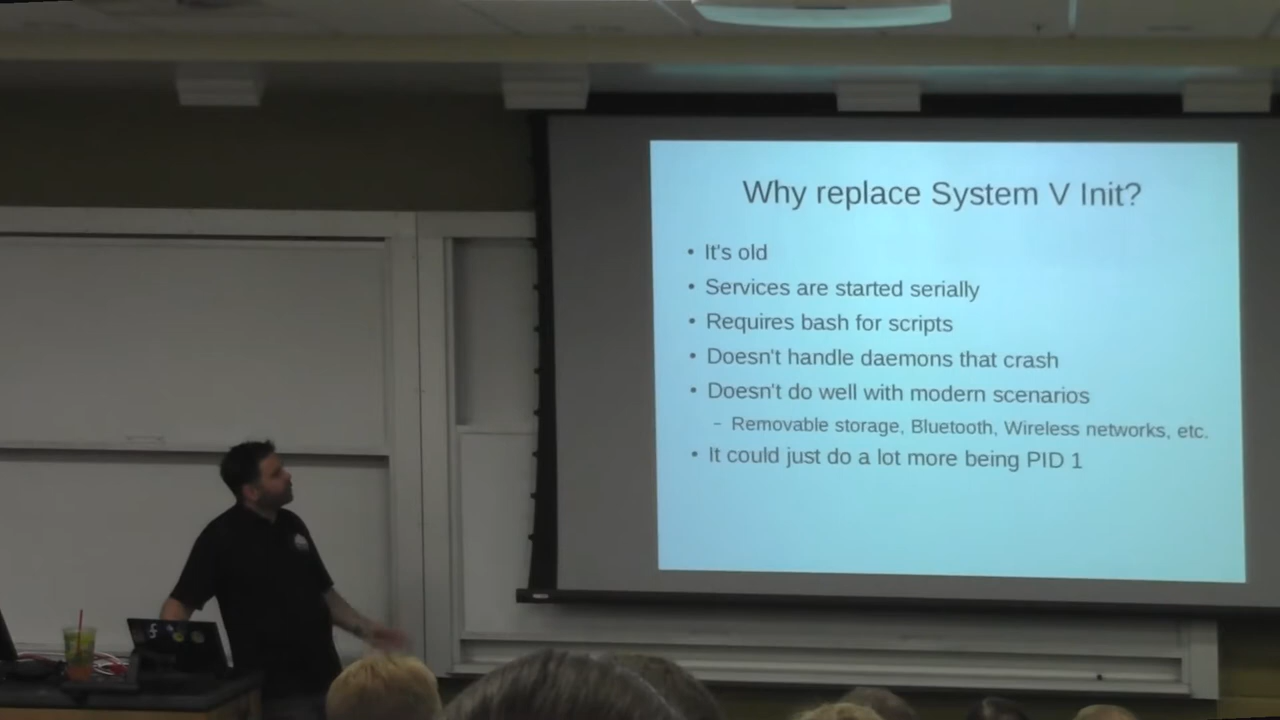 Why replace System V Init?
• It's old
• Services are started serially
• Requires bash for scripts
• Doesn't handle daemons that crash
• Doesn't do well with modern scenarios
– Removable storage, Bluetooth, Wireless networks, etc.
• It could just do a lot more being PID 1